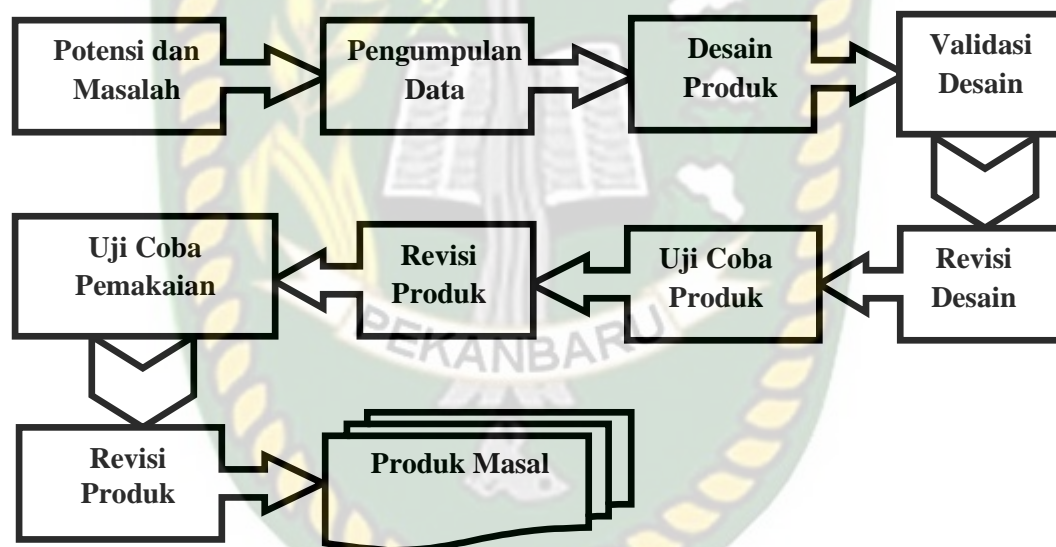 Potensi dan
Masalah
Pengumpulan
Data
Desain
Produk
Validasi
Desain
Uji Coba
Pemakaian
Revisi
Produk
Uji Coba
Produk
Revisi
Desain
PEKANBARU
Revisi
Produk
Produk Masal